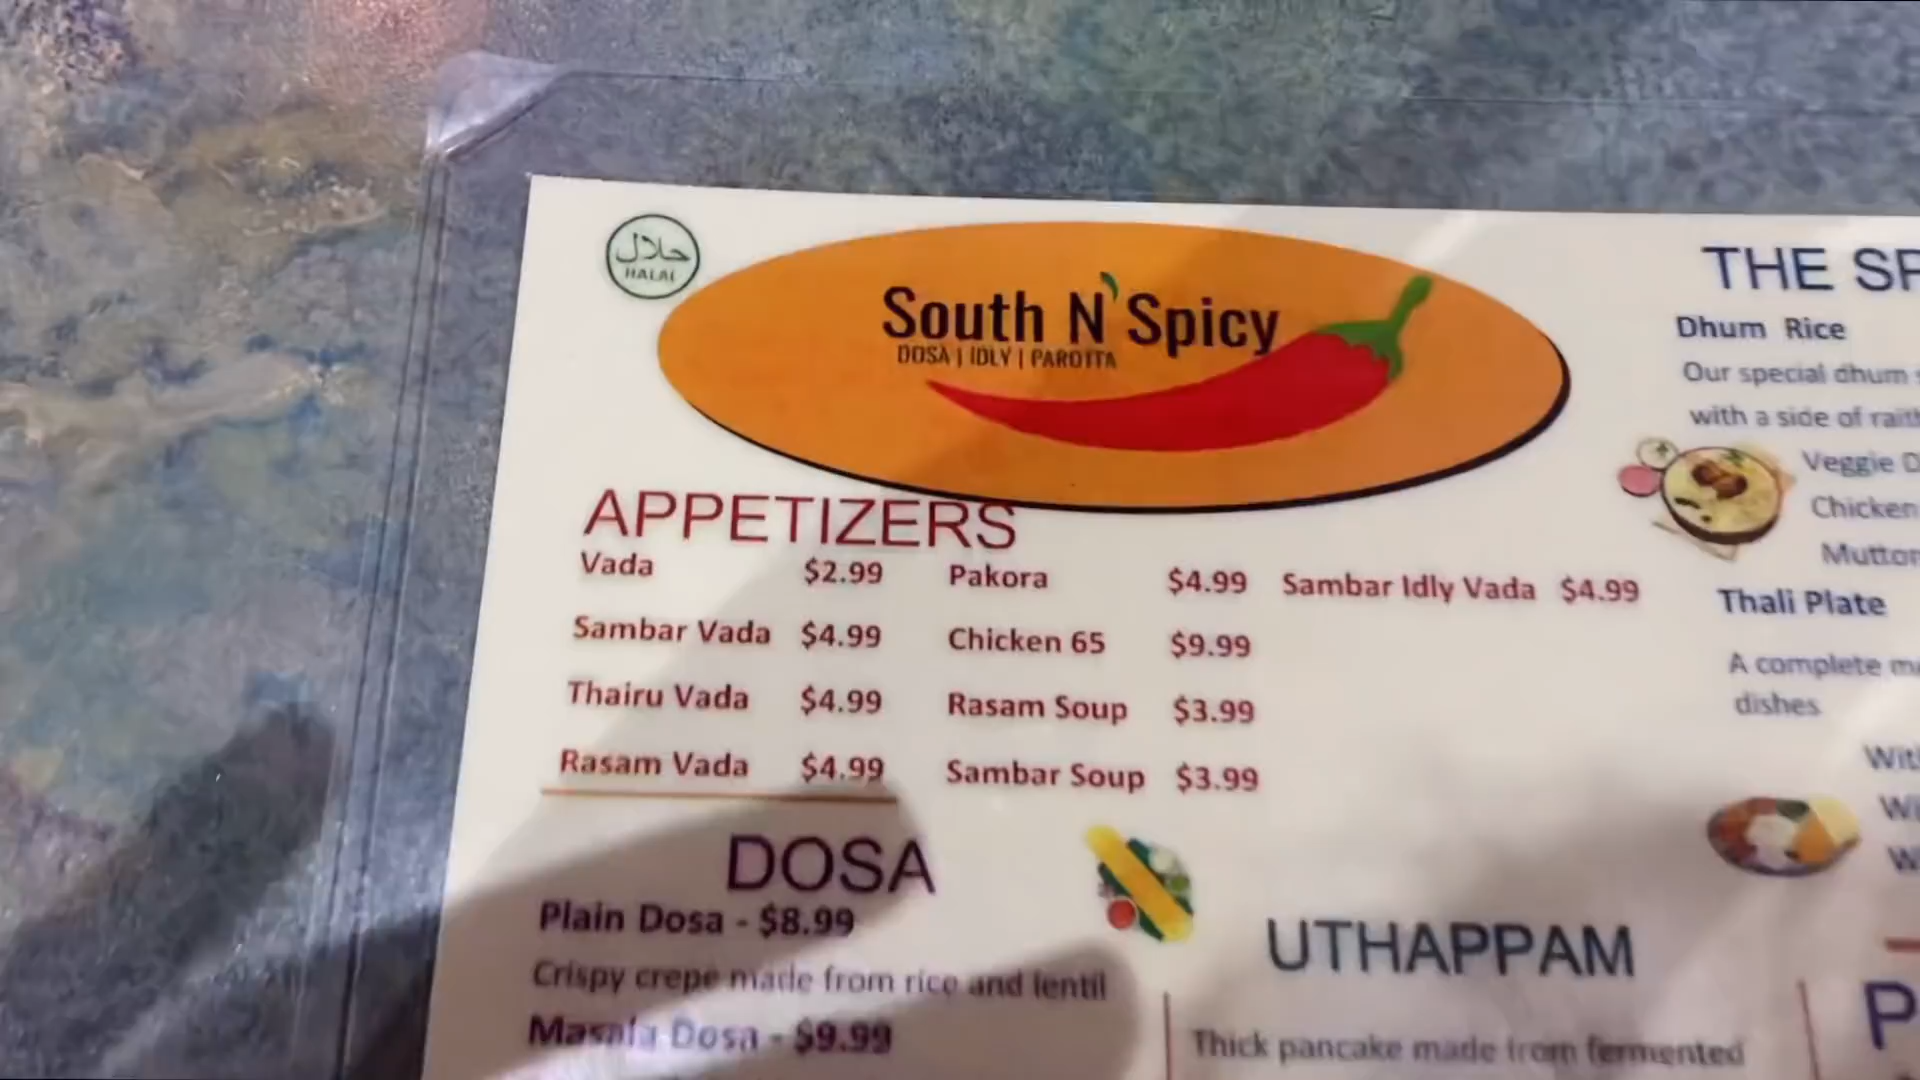 حلال
HALAL
South N' Spicy
DOSA | IDLY | PAROTTA
APPETIZERS
Vada $2.99 Pakora $4.99 Sambar Idly Vada $4.99
Sambar Vada $4.99 Chicken 65 $9.99
Thairu Vada $4.99 Rasam Soup $3.99
Rasam Vada $4.99 Sambar Soup $3.99
DOSA
Plain Dosa - $8.99
Crispy crepe made from rice and lentil
Masala Dosa - $9.99
UTHAPPAM
Thick pancake made from fermented
THE
Dhum Rice
Our special dhum
with a side of
Veggie
Chicken
Thali Plate
A complete
dishes